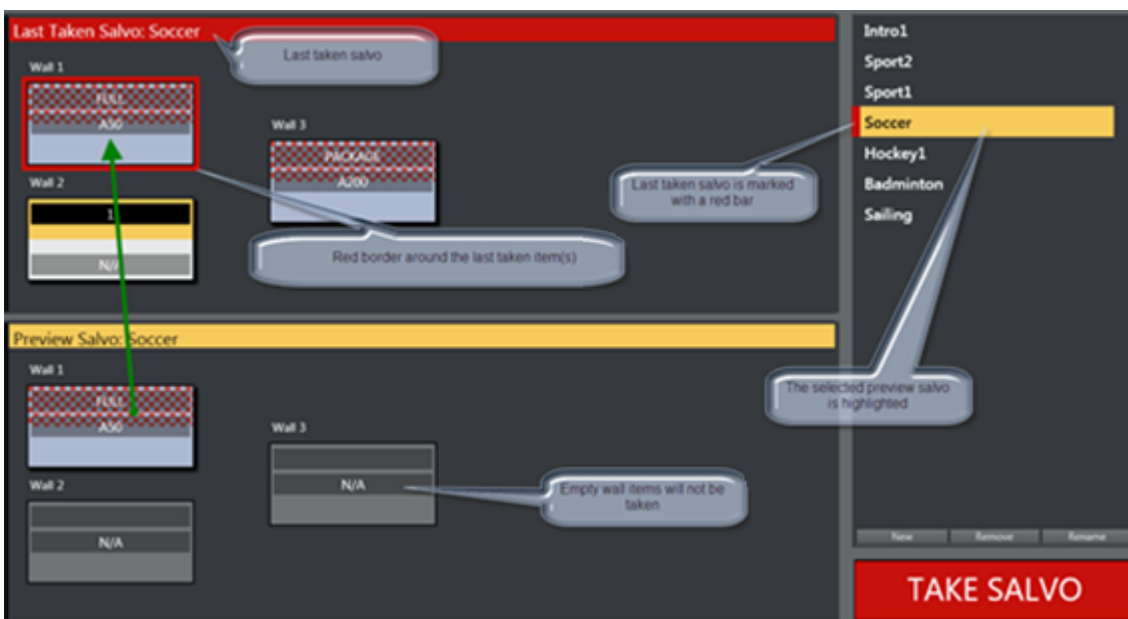 Last Taken Salvo: Soccer
Last taken salvo
Wall 1
FULL
A50
Wall 3
PACKAGE
A200
Wall 2
1
N/A
Red border around the last taken item(s)
Preview Salvo: Soccer
Wall 1
FULL
A50
Wall 3
N/A
Empty wall items will not be
taken
Wall 2
N/A
Intro1
Sport2
Sport1
Soccer
Hockey1
Badminton
Sailing
Last taken salvo is marked
with a red bar
The selected preview salvo
is highlighted
New
Remove
Rename
TAKE SALVO